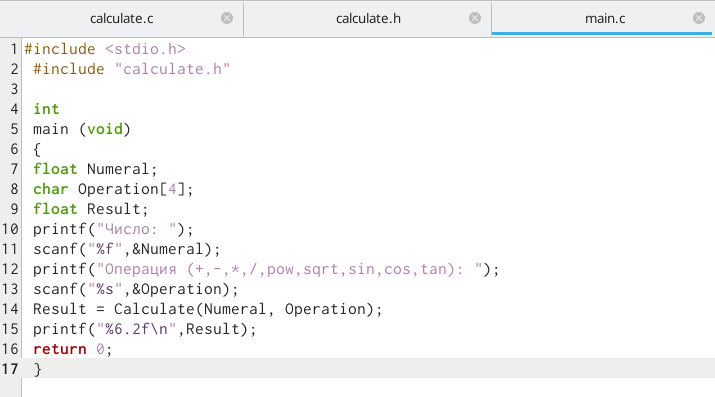 calculate.c calculate.h main.c
1 #include <stdio.h>
2 #include "calculate.h"
3
4 int
5 main (void)
6 {
7 float Numeral;
8 char Operation[4];
9 float Result;
10 printf("Число: ");
11 scanf("%f",&Numeral);
12 printf("Операция (+,-,*,/,pow,sqrt,sin,cos,tan): ");
13 scanf("%s",&Operation);
14 Result = Calculate(Numeral, Operation);
15 printf("%6.2f\n",Result);
16 return 0;
17 }